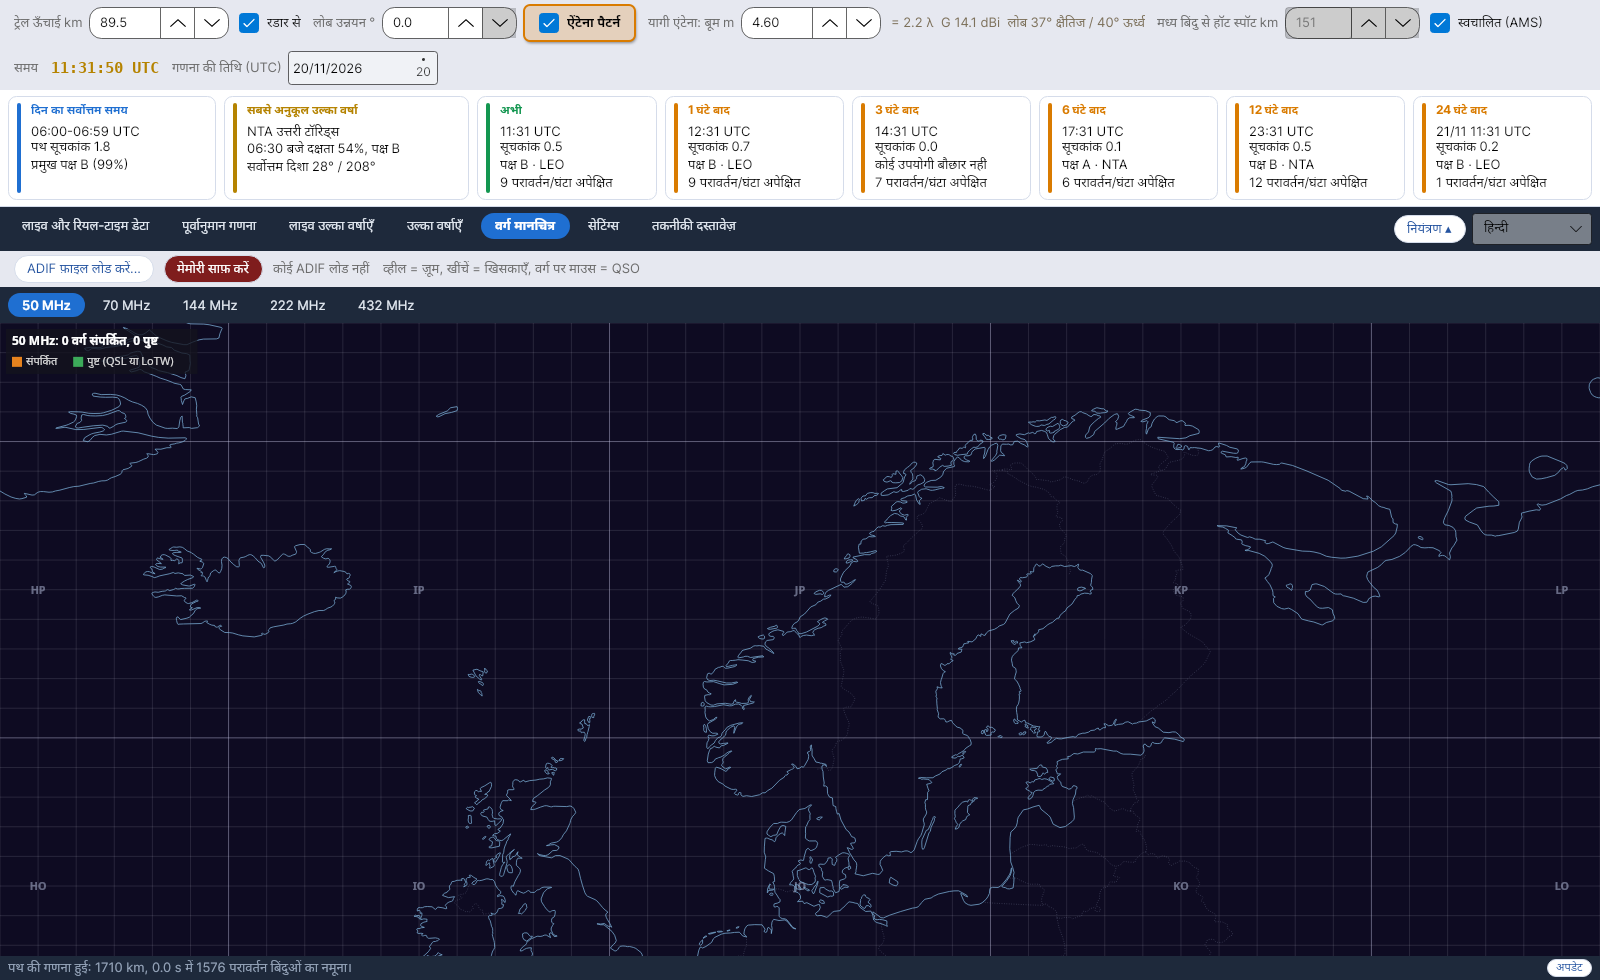 ट्रेल ऊँचाई km 89.5 रडार से लोब उन्नयन ° 0.0 ऐंटेना पैटर्न यागी एंटेना: बूम m 4.60 = 2.2 λ G 14.1 dBi लोब 37° क्षैतिज / 40° ऊर्ध्व मध्य बिंदु से हॉट स्पॉट km 151 स्वचालित (AMS)
समय 11:31:50 UTC गणना की तिथि (UTC) 20/11/2026 20
दिन का सर्वोत्तम समय
06:00-06:59 UTC
पथ सूचकांक 1.8
प्रमुख पक्ष B (99%)
सबसे अनुकूल उल्का वर्षा
NTA उत्तरी टॉरिड्स
06:30 बजे दक्षता 54%, पक्ष B
सर्वोत्तम दिशा 28° / 208°
अभी
11:31 UTC
सूचकांक 0.5
पक्ष B · LEO
9 परावर्तन/घंटा अपेक्षित
1 घंटे बाद
12:31 UTC
सूचकांक 0.7
पक्ष B · LEO
9 परावर्तन/घंटा अपेक्षित
3 घंटे बाद
14:31 UTC
सूचकांक 0.0
कोई उपयोगी बौछार नहीं
7 परावर्तन/घंटा अपेक्षित
6 घंटे बाद
17:31 UTC
सूचकांक 0.1
पक्ष A · NTA
6 परावर्तन/घंटा अपेक्षित
12 घंटे बाद
23:31 UTC
सूचकांक 0.5
पक्ष B · NTA
12 परावर्तन/घंटा अपेक्षित
24 घंटे बाद
21/11 11:31 UTC
सूचकांक 0.2
पक्ष B · LEO
1 परावर्तन/घंटा अपेक्षित
लाइव और रियल-टाइम डेटा पूर्वानुमान गणना लाइव उल्का वर्षाएँ उल्का वर्षाएँ वर्ग मानचित्र सेटिंग्स तकनीकी दस्तावेज़ नियंत्रण ▴ हिन्दी
ADIF फ़ाइल लोड करें... मेमोरी साफ़ करें कोई ADIF लोड नहीं व्हील = ज़ूम, खींचें = खिसकाएँ, वर्ग पर माउस = QSO
50 MHz 70 MHz 144 MHz 222 MHz 432 MHz
50 MHz: 0 वर्ग संपर्कित, 0 पुष्ट
संपर्कित पुष्ट (QSL या LoTW)
HP IP JP KP LP
HO IO JO KO LO
पथ की गणना हुई: 1710 km, 0.0 s में 1576 परावर्तन बिंदुओं का नमूना। अपडेट